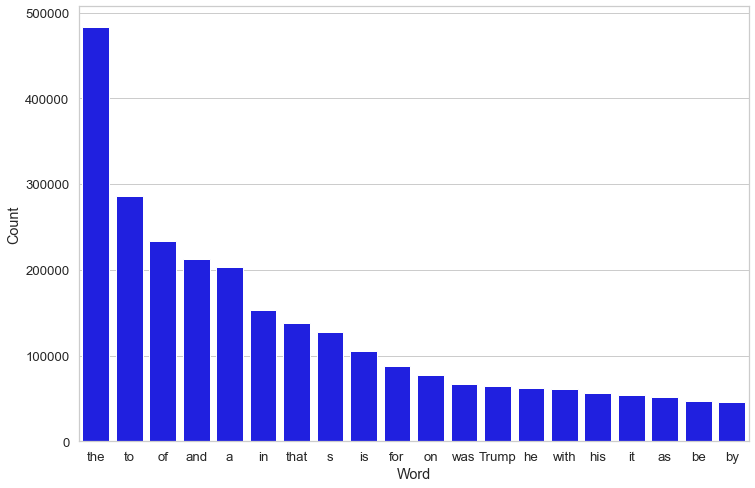 500000
400000
300000
200000
100000
0
Count
the to of and a in that s is for on was Trump he with his it as be by
Word